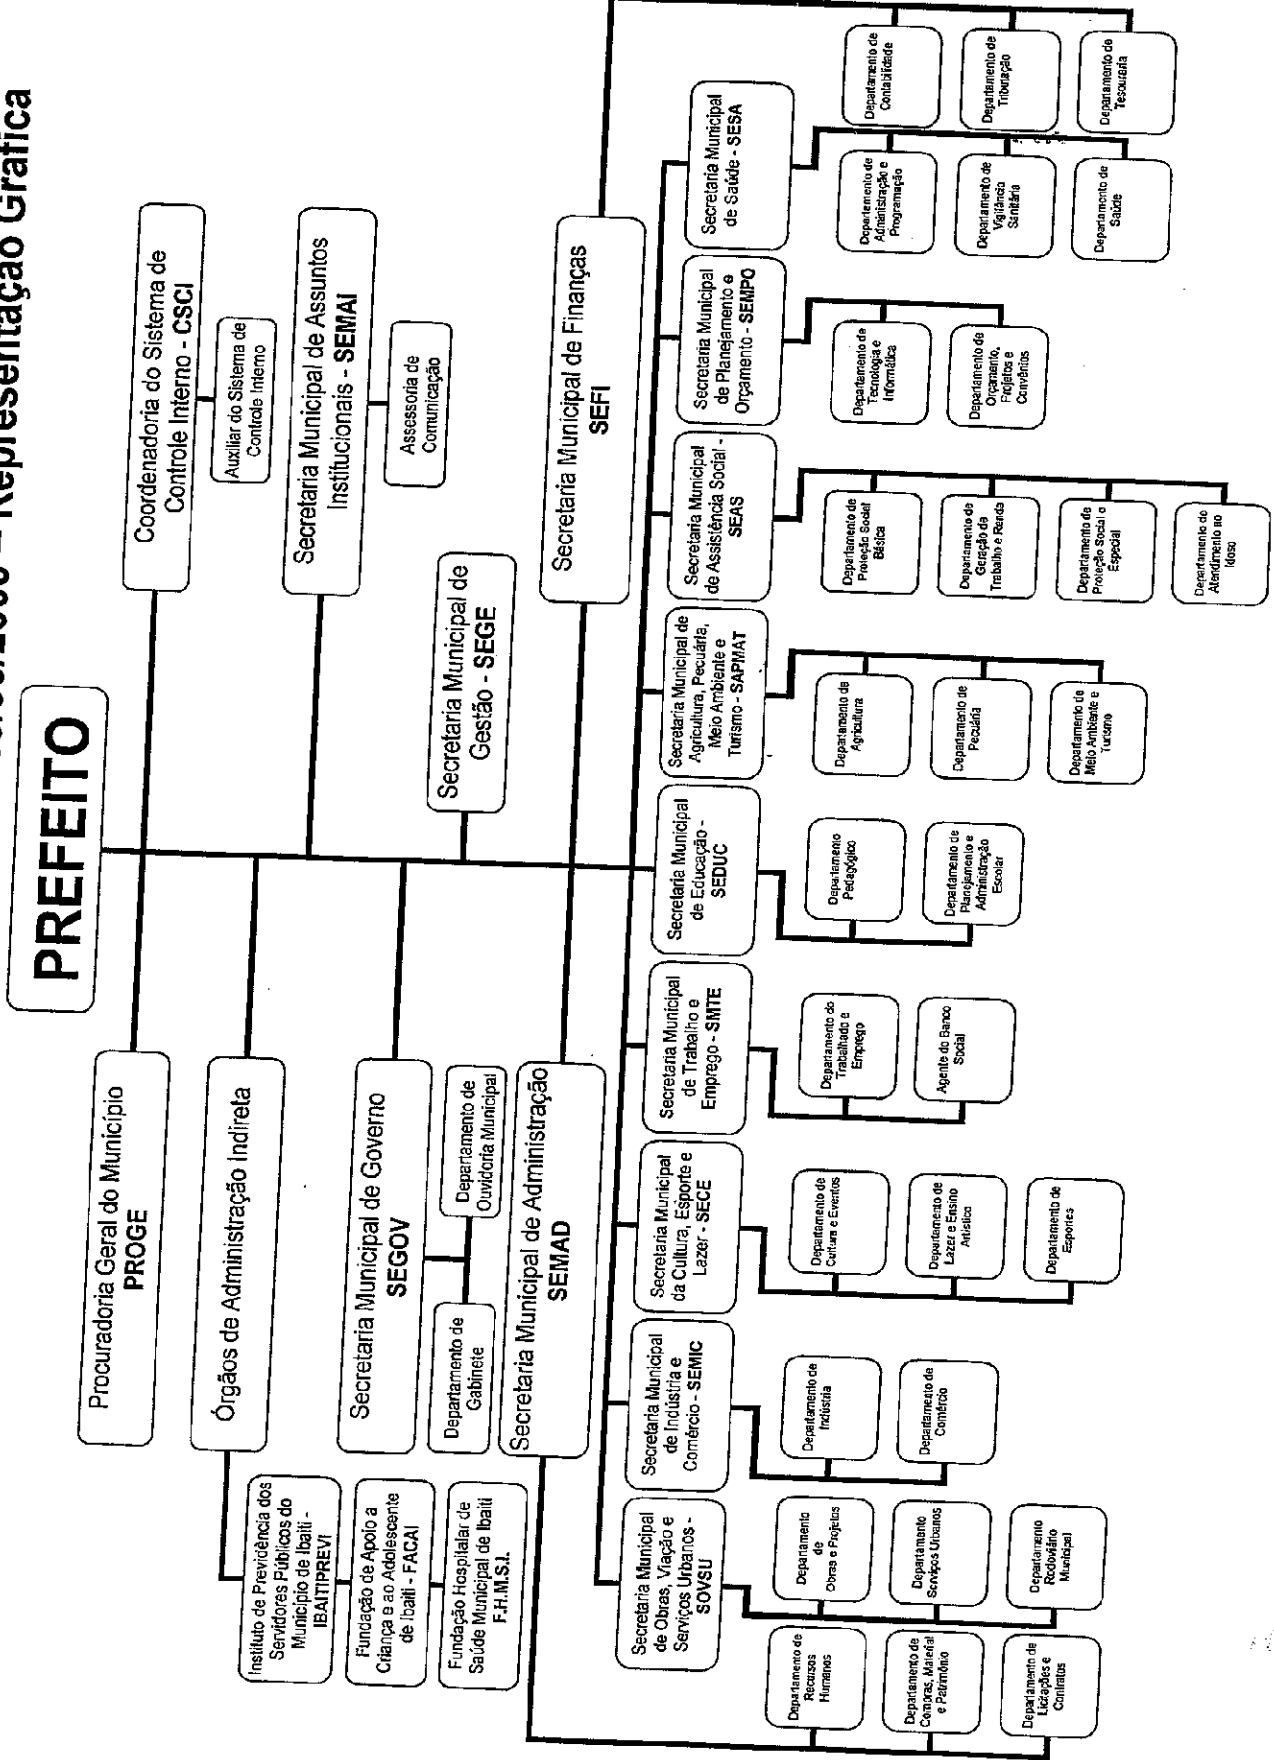 Representação Gráfica
PREFEITO
Procuradoria Geral do Município
PROGE
Coordenadoria do Sistema de
Controle Interno - CSCI
Auxiliar do Sistema de
Controle Interno
Órgãos de Administração Indireta
Instituto de Previdência dos
Servidores Públicos do
Município de Ibaiti -
IBAITIPREVI
Fundação de Apoio a
Criança e ao Adolescente
de Ibaiti - FACAI
Fundação Hospitalar de
Saúde Municipal de Ibaiti
F.H.M.S.I.
Secretaria Municipal de Assuntos
Institucionais - SEMAI
Assessoria de
Comunicação
Secretaria Municipal de Governo
SEGOV
Departamento de
Gabinete
Departamento de
Ouvidoria Municipal
Secretaria Municipal de
Gestão - SEGE
Secretaria Municipal de Administração
SEMAD
Secretaria Municipal de Finanças
SEFI
Secretaria Municipal
de Obras, Viação e
Serviços Urbanos -
SOVSU
Secretaria Municipal
de Indústria e
Comércio - SEMIC
Secretaria Municipal
da Cultura, Esporte e
Lazer - SECE
Secretaria Municipal
de Trabalho e
Emprego - SMTE
Secretaria Municipal
de Educação -
SEDUC
Secretaria Municipal de
Agricultura, Pecuária,
Meio Ambiente e
Turismo - SAPMAT
Secretaria Municipal
de Assistência Social -
SEAS
Secretaria Municipal
de Planejamento e
Orçamento - SEMPO
Secretaria Municipal
de Saúde - SESA
Departamento de
Recursos
Humanos
Departamento de
Compras, Material
e Patrimônio
Departamento de
Licitações e
Contratos
Departamento
de
Obras e Projetos
Departamento
Serviços Urbanos
Departamento
Rodoviário
Municipal
Departamento de
Indústria
Departamento de
Comércio
Departamento de
Cultura e Eventos
Departamento de
Lazer e Ensino
Artístico
Departamento de
Esportes
Departamento do
Trabalhado e
Emprego
Agente do Banco
Social
Departamento
Pedagógico
Departamento de
Planejamento e
Administração
Escolar
Departamento de
Agricultura
Departamento de
Pecuária
Departamento de
Meio Ambiente e
Turismo
Departamento de
Proteção Social
Básica
Departamento de
Geração de
Trabalho e Renda
Departamento de
Proteção Social o
Especial
Departamento do
Atendimento ao
Idoso
Departamento de
Tecnologia e
Informática
Departamento de
Orçamento,
Projetos e
Convênios
Departamento de
Administração e
Programação
Departamento de
Vigilância
Sanitária
Departamento de
Saúde
Departamento de
Contabilidade
Departamento de
Tributação
Departamento de
Tesouraria